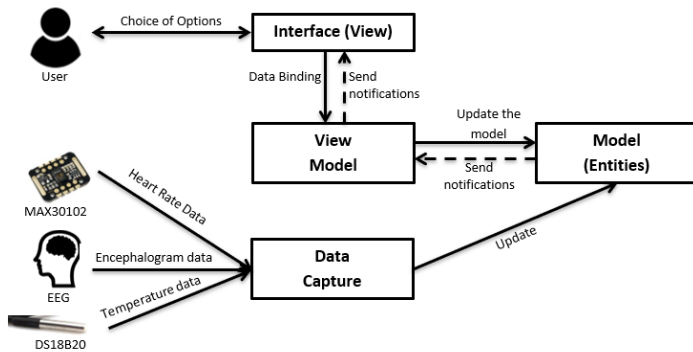 Choice of Options
User
Interface (View)
Data Binding
Send
notifications
View
Model
Update the
model
Send
notifications
Model
(Entities)
MAX30102
Heart Rate Data
Encephalogram data
EEG
Temperature data
DS18B20
Data
Capture
Update